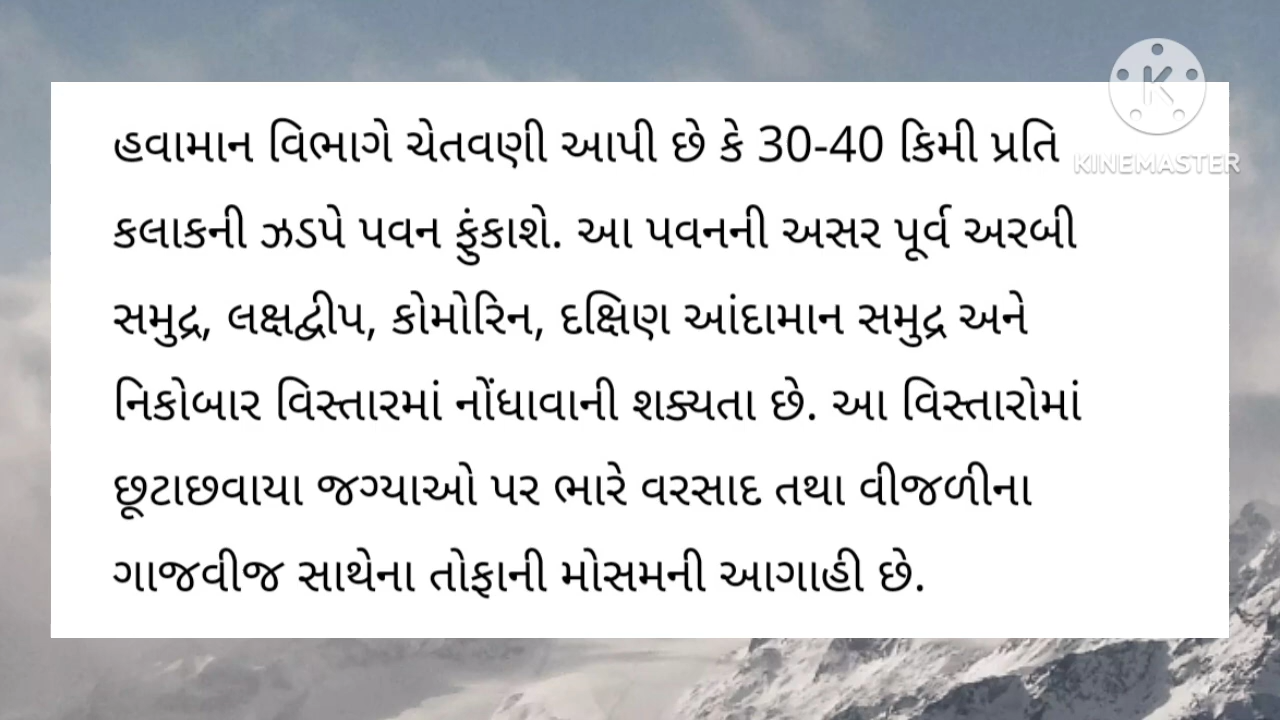 હવામાન વિભાગે ચેતવણી આપી છે કે 30-40 કિમી પ્રતિ
કલાકની ઝડપે પવન ફુંકાશે. આ પવનની અસર પૂર્વ અરબી
સમુદ્ર, લક્ષદ્વીપ, કોમોરિન, દક્ષિણ આંદામાન સમુદ્ર અને
નિકોબાર વિસ્તારમાં નોંધાવાની શક્યતા છે. આ વિસ્તારોમાં
છૂટાછવાયા જગ્યાઓ પર ભારે વરસાદ તથા વીજળીના
ગાજવીજ સાથેના તોફાની મોસમની આગાહી છે.
K
KINEMASTER